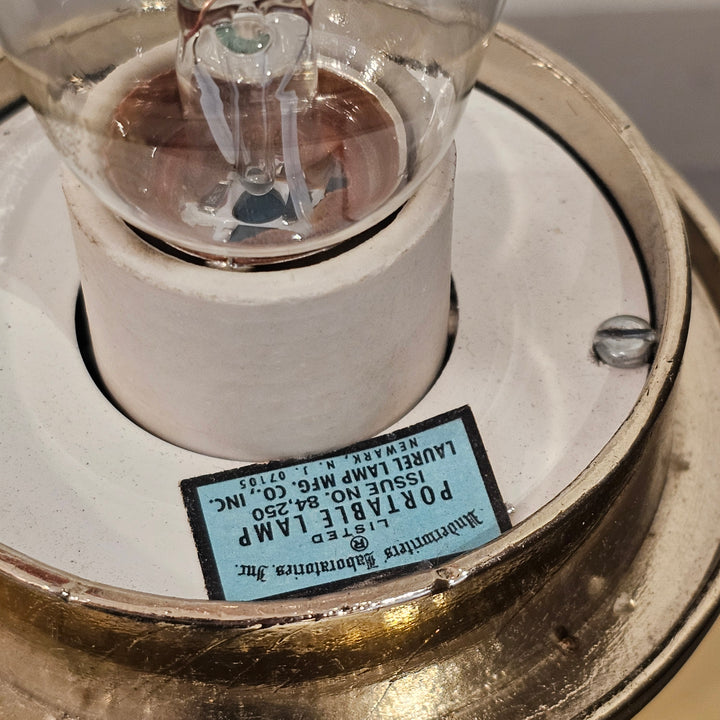 Underwriters' Laboratories, Inc.
®
LISTED
PORTABLE LAMP
ISSUE NO. 84,250
LAUREL LAMP MFG. CO., INC.
NEWARK, N. J. 07105